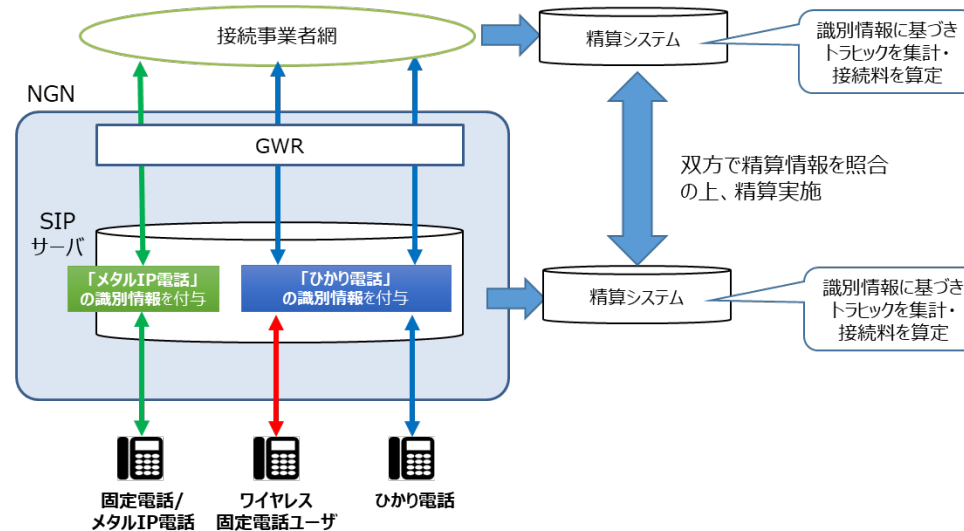 接続事業者網
精算システム
識別情報に基づき
トラヒックを集計・
接続料を算定
NGN
GWR
双方で精算情報を照合
の上、精算実施
SIP
サーバ
「メタルIP電話」
の識別情報を付与
「ひかり電話」
の識別情報を付与
精算システム
識別情報に基づき
トラヒックを集計・
接続料を算定
固定電話/
メタルIP電話
ワイヤレス
固定電話ユーザ
ひかり電話